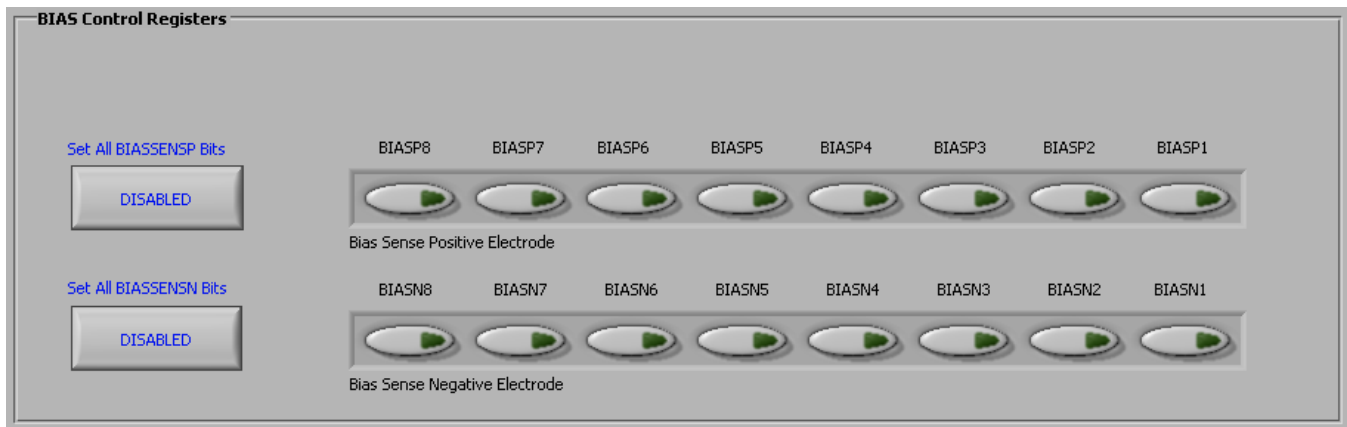 BIAS Control Registers
Set All BIASSENSP Bits
DISABLED
BIASP8 BIASP7 BIASP6 BIASP5 BIASP4 BIASP3 BIASP2 BIASP1
Bias Sense Positive Electrode
Set All BIASSENSN Bits
DISABLED
BIASN8 BIASN7 BIASN6 BIASN5 BIASN4 BIASN3 BIASN2 BIASN1
Bias Sense Negative Electrode